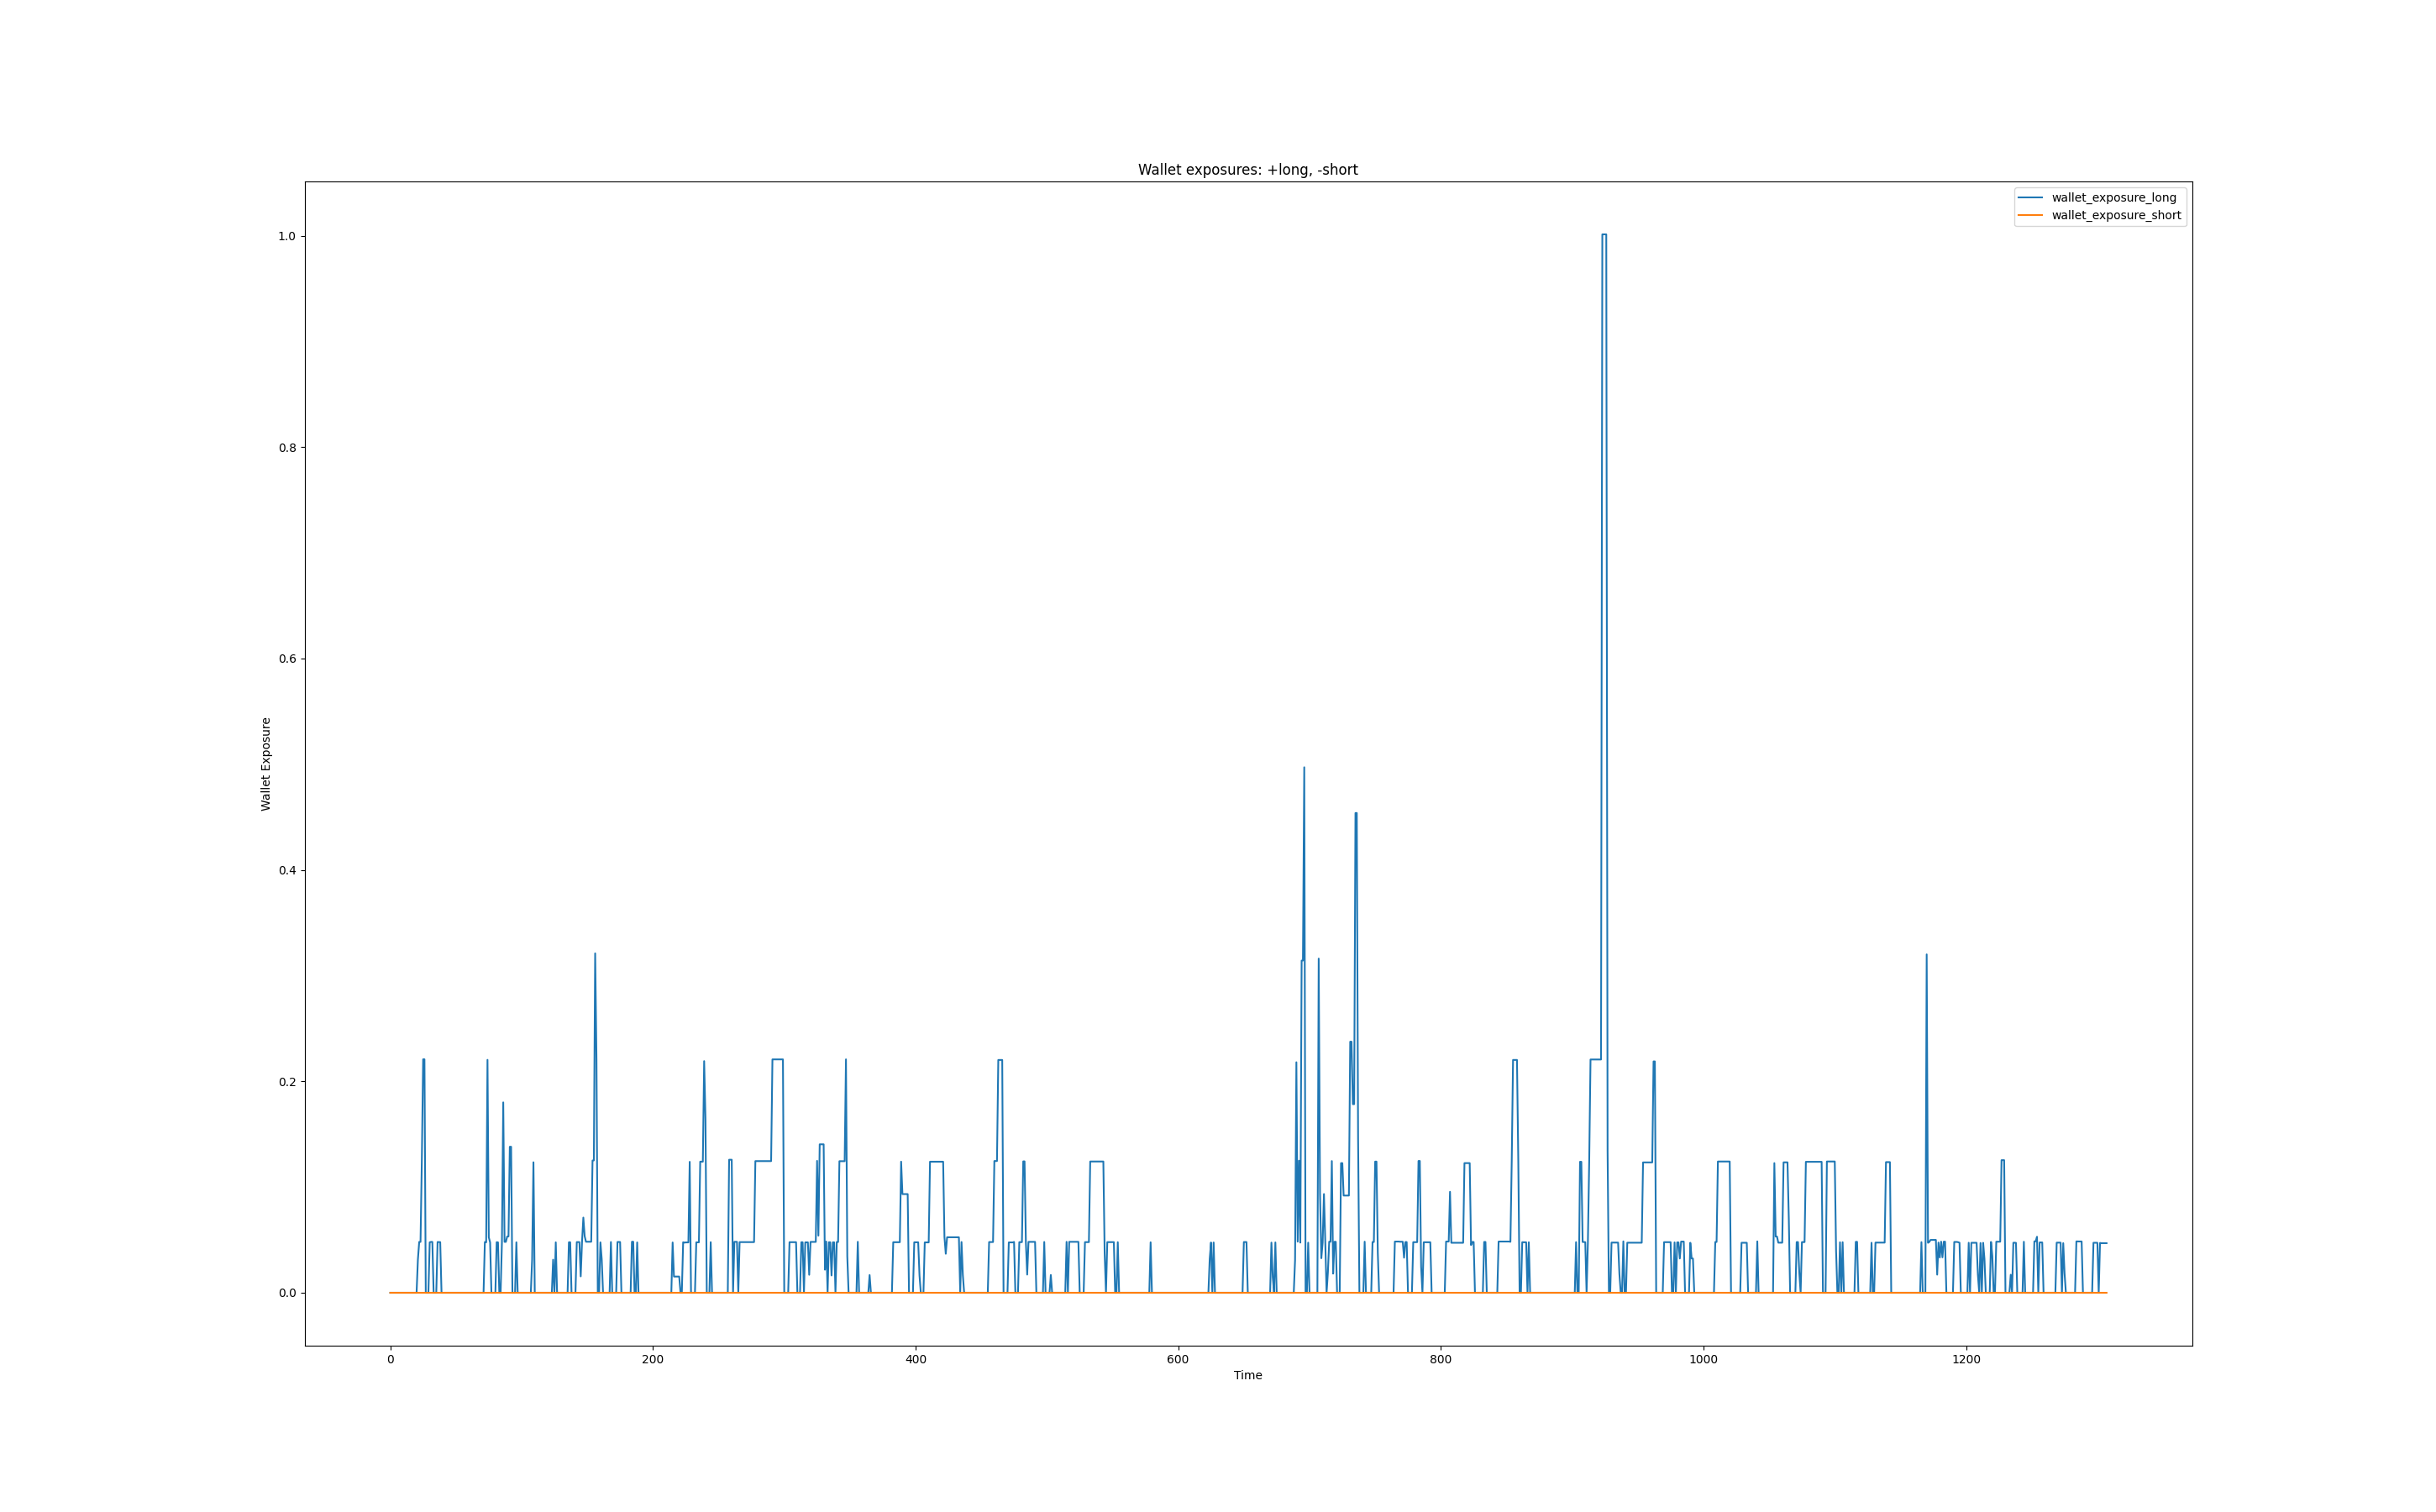 Wallet exposures: +long, -short
wallet_exposure_long
wallet_exposure_short
1.0
0.8
0.6
0.4
0.2
0.0
Wallet Exposure
0 200 400 600 800 1000 1200
Time